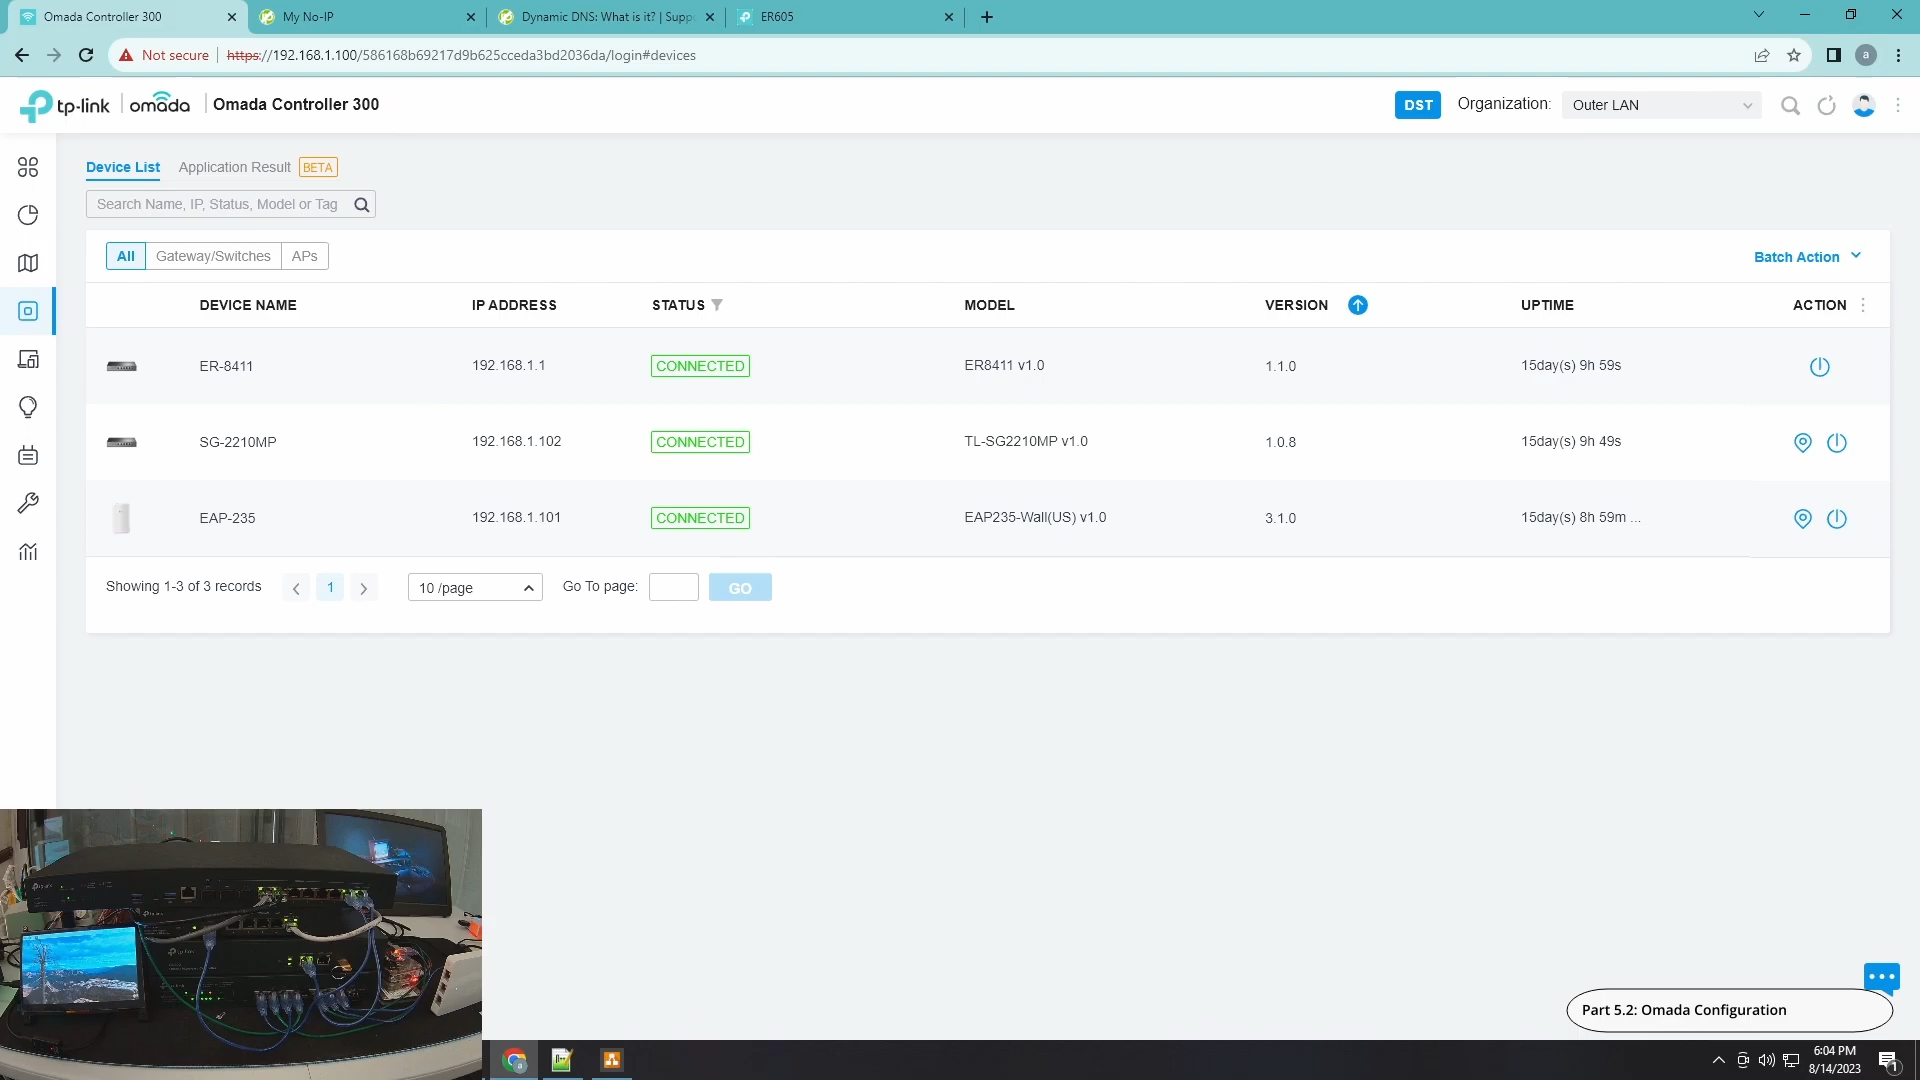 Omada Controller 300
My No-IP
Dynamic DNS: What is it? | Supp
ER605
Not secure
https://192.168.1.100/586168b69217d9b625cceda3bd2036da/login#devices
a
tp-link
omada
Omada Controller 300
DST
Organization:
Outer LAN
Device List
Application Result
BETA
Search Name, IP, Status, Model or Tag
All
Gateway/Switches
APs
Batch Action
DEVICE NAME
IP ADDRESS
STATUS
MODEL
VERSION
UPTIME
ACTION
ER-8411
192.168.1.1
CONNECTED
ER8411 v1.0
1.1.0
15day(s) 9h 59s
SG-2210MP
192.168.1.102
CONNECTED
TL-SG2210MP v1.0
1.0.8
15day(s) 9h 49s
EAP-235
192.168.1.101
CONNECTED
EAP235-Wall(US) v1.0
3.1.0
15day(s) 8h 59m ...
Showing 1-3 of 3 records
1
10 /page
Go To page:
GO
tp-link
Part 5.2: Omada Configuration
6:04 PM
8/14/2023
1